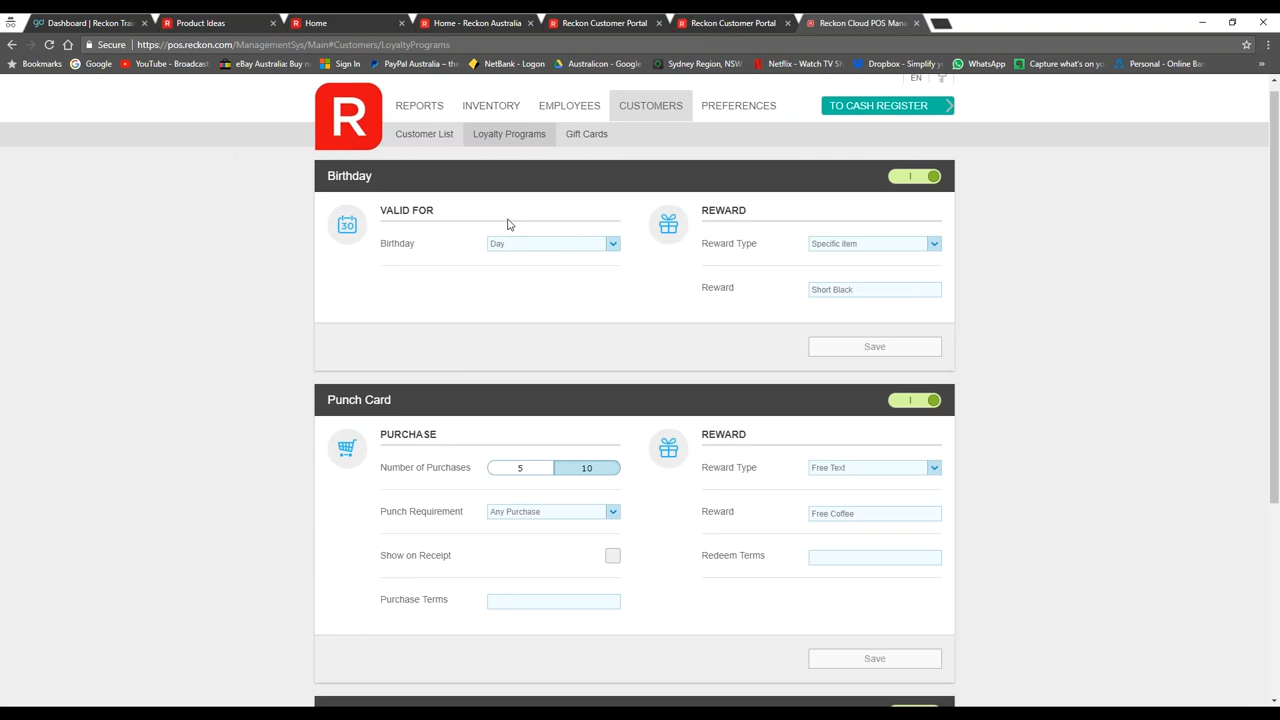 Dashboard | Reckon Trai
Product Ideas
Home
Home - Reckon Australia
Reckon Customer Portal
Reckon Customer Portal
Reckon Cloud POS Man
Secure
https://pos.reckon.com/ManagementSys/Main#Customers/LoyaltyPrograms
Bookmarks
Google
YouTube - Broadcast
eBay Australia: Buy n
Sign In
PayPal Australia – the
NetBank - Logon
Australicon - Google
Sydney Region, NSW
Netflix - Watch TV Sh
Dropbox - Simplify y
WhatsApp
Capture what's on yo
Personal - Online Ban
»
EN
R
REPORTS
INVENTORY
EMPLOYEES
CUSTOMERS
PREFERENCES
TO CASH REGISTER
Customer List
Loyalty Programs
Gift Cards
Birthday
30
VALID FOR
Birthday
Day
REWARD
Reward Type
Specific item
Reward
Short Black
Save
Punch Card
PURCHASE
Number of Purchases
5
10
Punch Requirement
Any Purchase
Show on Receipt
Purchase Terms
REWARD
Reward Type
Free Text
Reward
Free Coffee
Redeem Terms
Save